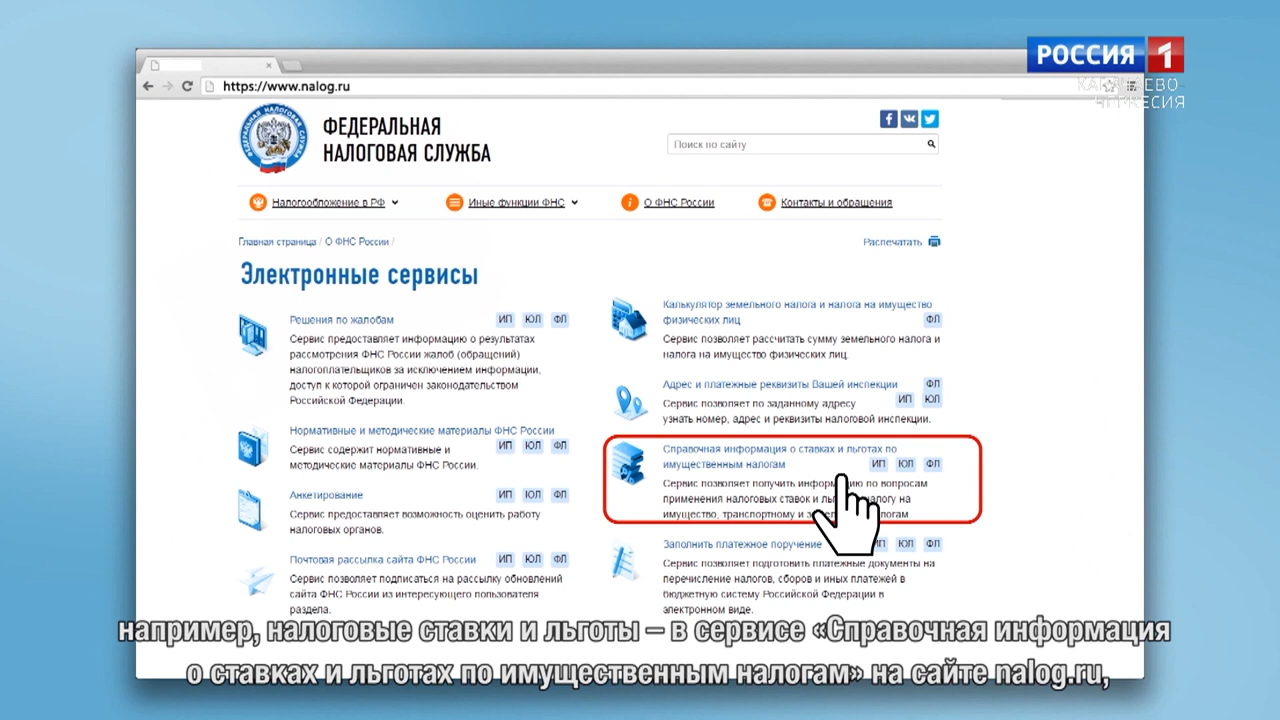 РОССИЯ 1
КАРАЧАЕВО-
ЧЕРКЕСИЯ
https://www.nalog.ru
ФЕДЕРАЛЬНАЯ НАЛОГОВАЯ СЛУЖБА
ФЕДЕРАЛЬНАЯ
НАЛОГОВАЯ СЛУЖБА
Поиск по сайту
Налогообложение в РФ
Иные функции ФНС
О ФНС России
Контакты и обращения
Главная страница / О ФНС России /
Распечатать
Электронные сервисы
Решения по жалобам ИП ЮЛ ФЛ
Сервис предоставляет информацию о результатах
рассмотрения ФНС России жалоб (обращений)
налогоплательщиков за исключением информации,
доступ к которой ограничен законодательством
Российской Федерации.
Нормативные и методические материалы ФНС России
ИП ЮЛ ФЛ
Сервис содержит нормативные и
методические материалы ФНС России.
Анкетирование ИП ЮЛ ФЛ
Сервис предоставляет возможность оценить работу
налоговых органов.
Почтовая рассылка сайта ФНС России ИП ЮЛ ФЛ
Сервис позволяет подписаться на рассылку обновлений
сайта ФНС России из интересующего пользователя
раздела.
Калькулятор земельного налога и налога на имущество
физических лиц ФЛ
Сервис позволяет рассчитать сумму земельного налога и
налога на имущество физических лиц.
Адрес и платежные реквизиты Вашей инспекции ФЛ
ИП ЮЛ
Сервис позволяет по заданному адресу
узнать номер, адрес и реквизиты налоговой инспекции.
Справочная информация о ставках и льготах по
имущественным налогам ИП ЮЛ ФЛ
Сервис позволяет получить информацию по вопросам
применения налоговых ставок и льгот налогу на
имущество, транспортному и налогам.
Заполнить платежное поручение ИП ЮЛ ФЛ
Сервис позволяет подготовить платежные документы на
перечисление налогов, сборов и иных платежей в
бюджетную систему Российской Федерации в
электронном виде.
например, налоговые ставки и льготы – в сервисе «Справочная информация
о ставках и льготах по имущественным налогам» на сайте nalog.ru,